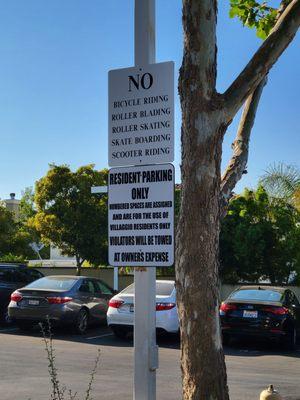 NO
BICYCLE RIDING
ROLLER BLADING
ROLLER SKATING
SKATE BOARDING
SCOOTER RIDING
RESIDENT PARKING
ONLY
NUMBERED SPACES ARE ASSIGNED
AND ARE FOR THE USE OF
VILLAGGIO RESIDENTS ONLY
VIOLATORS WILL BE TOWED
AT OWNER'S EXPENSE